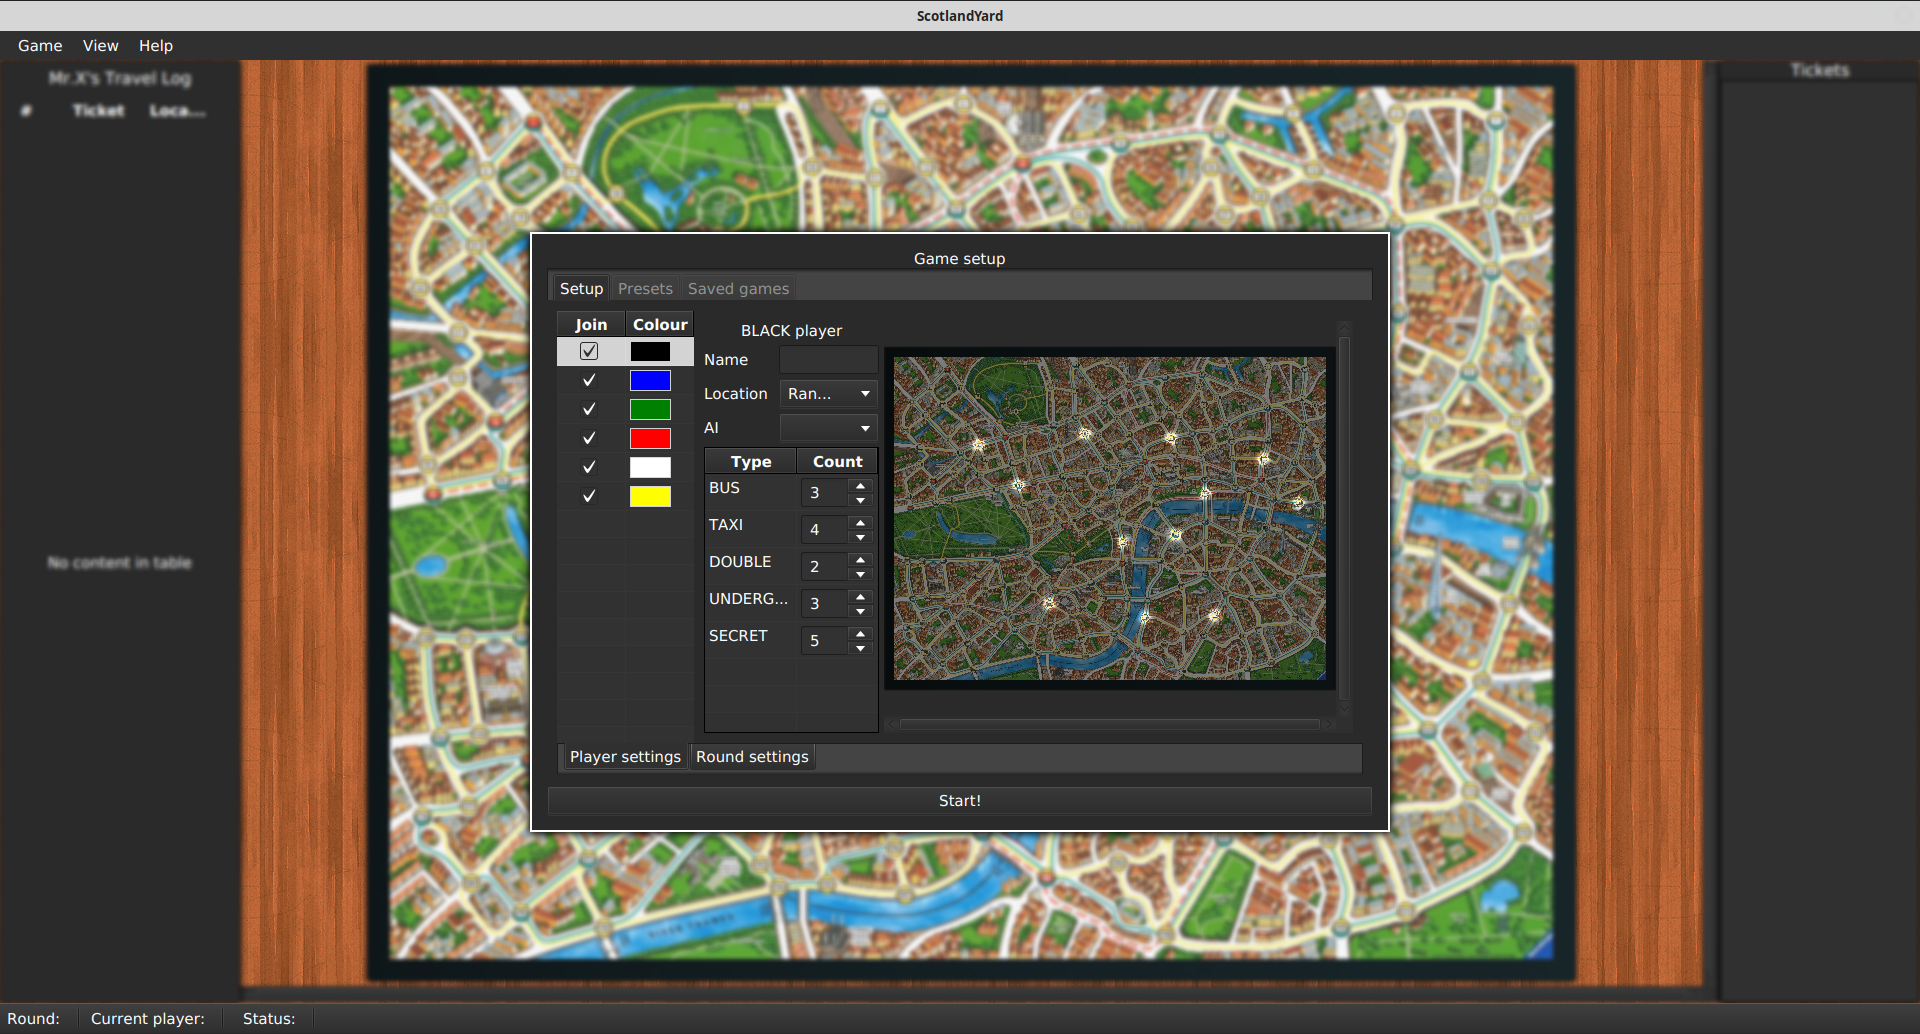 ScotlandYard
Game View Help
Mr.X's Travel Log
# Ticket Loca...
No content in table
Tickets
Game setup
Setup Presets Saved games
Join Colour
BLACK player
Name
Location Ran...
AI
Type Count
BUS 3
TAXI 4
DOUBLE 2
UNDERG... 3
SECRET 5
Player settings Round settings
Start!
RIVER THAMES
Round: Current player: Status: